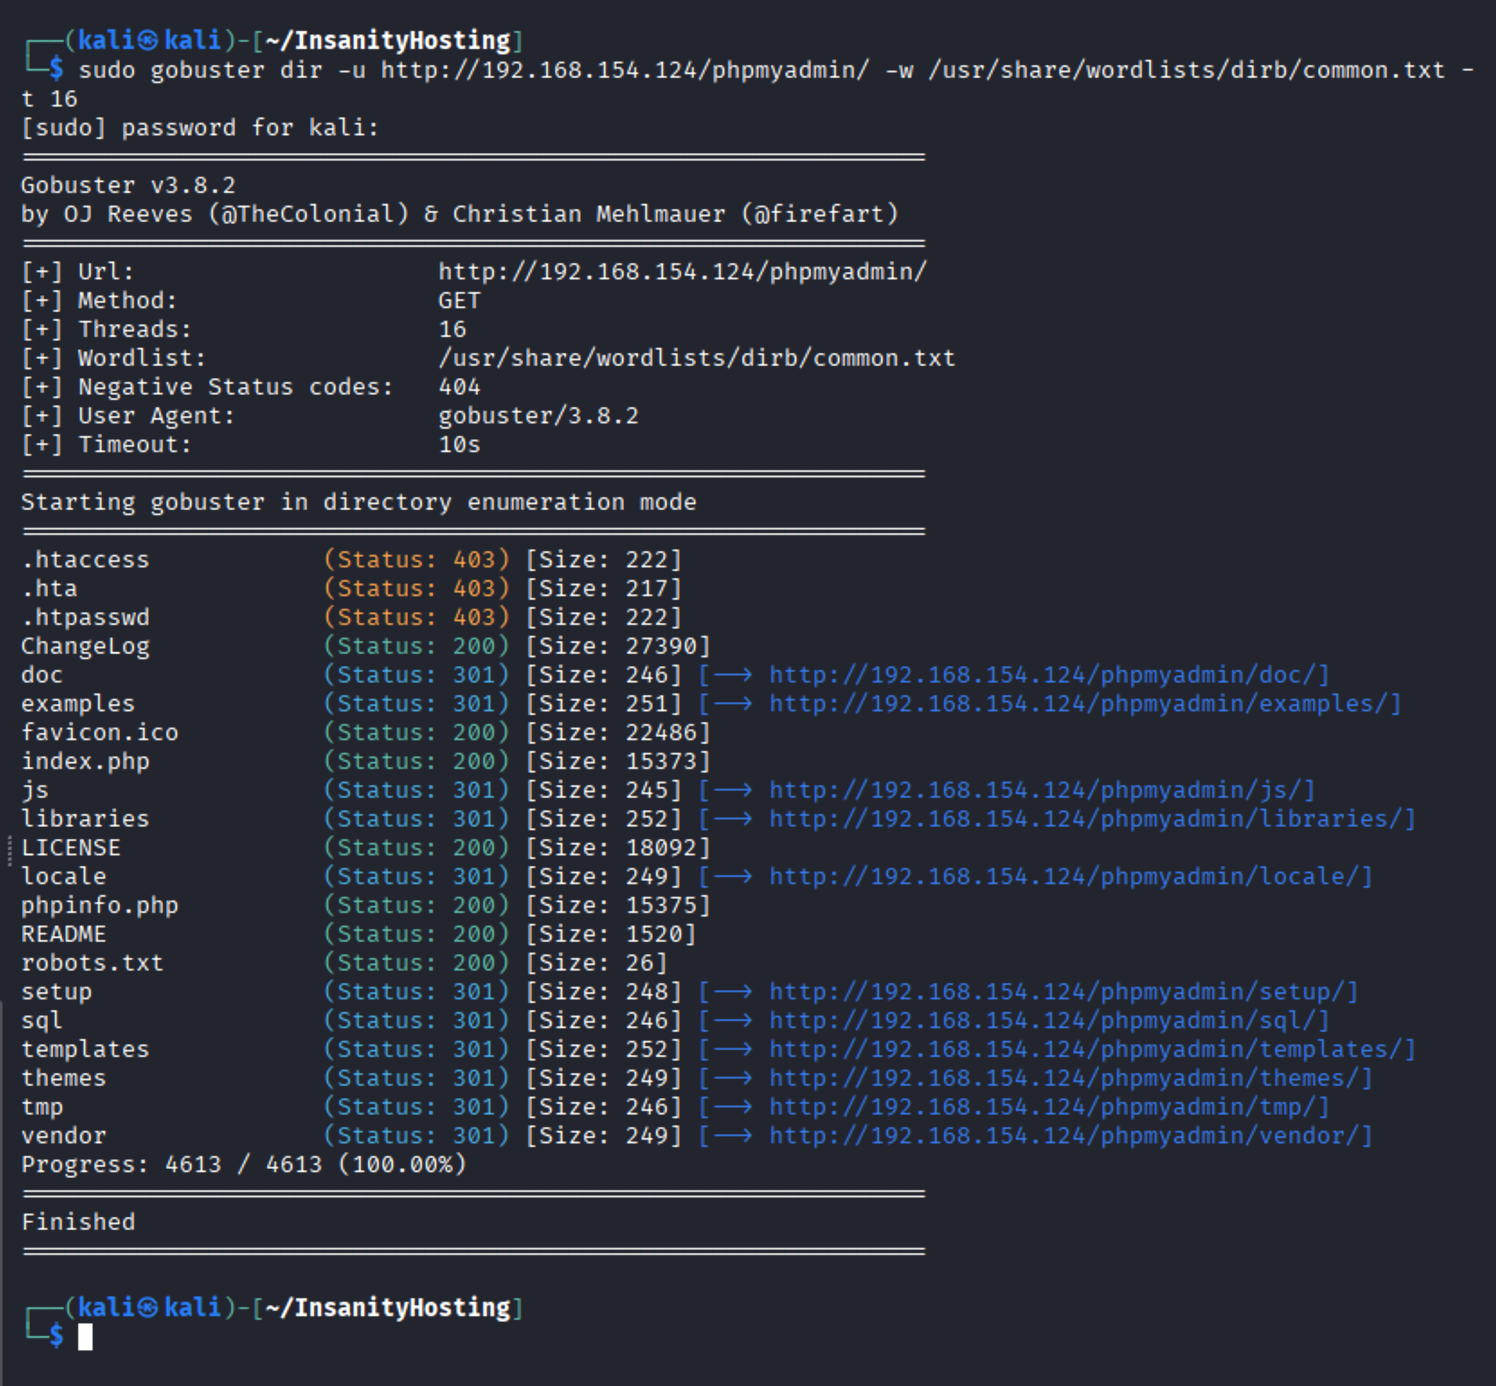 ┌──(kali㉿kali)-[~/InsanityHosting]
└─$ sudo gobuster dir -u http://192.168.154.124/phpmyadmin/ -w /usr/share/wordlists/dirb/common.txt -
t 16
[sudo] password for kali:
===============================================================
Gobuster v3.8.2
by OJ Reeves (@TheColonial) & Christian Mehlmauer (@firefart)
===============================================================
[+] Url:                     http://192.168.154.124/phpmyadmin/
[+] Method:                  GET
[+] Threads:                 16
[+] Wordlist:                /usr/share/wordlists/dirb/common.txt
[+] Negative Status codes:   404
[+] User Agent:              gobuster/3.8.2
[+] Timeout:                 10s
===============================================================
Starting gobuster in directory enumeration mode
===============================================================
.htaccess            (Status: 403) [Size: 222]
.hta                 (Status: 403) [Size: 217]
.htpasswd            (Status: 403) [Size: 222]
ChangeLog            (Status: 200) [Size: 27390]
doc                  (Status: 301) [Size: 246] [--> http://192.168.154.124/phpmyadmin/doc/]
examples             (Status: 301) [Size: 251] [--> http://192.168.154.124/phpmyadmin/examples/]
favicon.ico          (Status: 200) [Size: 22486]
index.php            (Status: 200) [Size: 15373]
js                   (Status: 301) [Size: 245] [--> http://192.168.154.124/phpmyadmin/js/]
libraries            (Status: 301) [Size: 252] [--> http://192.168.154.124/phpmyadmin/libraries/]
LICENSE              (Status: 200) [Size: 18092]
locale               (Status: 301) [Size: 249] [--> http://192.168.154.124/phpmyadmin/locale/]
phpinfo.php          (Status: 200) [Size: 15375]
README               (Status: 200) [Size: 1520]
robots.txt           (Status: 200) [Size: 26]
setup                (Status: 301) [Size: 248] [--> http://192.168.154.124/phpmyadmin/setup/]
sql                  (Status: 301) [Size: 246] [--> http://192.168.154.124/phpmyadmin/sql/]
templates            (Status: 301) [Size: 252] [--> http://192.168.154.124/phpmyadmin/templates/]
themes               (Status: 301) [Size: 249] [--> http://192.168.154.124/phpmyadmin/themes/]
tmp                  (Status: 301) [Size: 246] [--> http://192.168.154.124/phpmyadmin/tmp/]
vendor               (Status: 301) [Size: 249] [--> http://192.168.154.124/phpmyadmin/vendor/]
Progress: 4613 / 4613 (100.00%)
===============================================================
Finished
===============================================================
┌──(kali㉿kali)-[~/InsanityHosting]
└─$